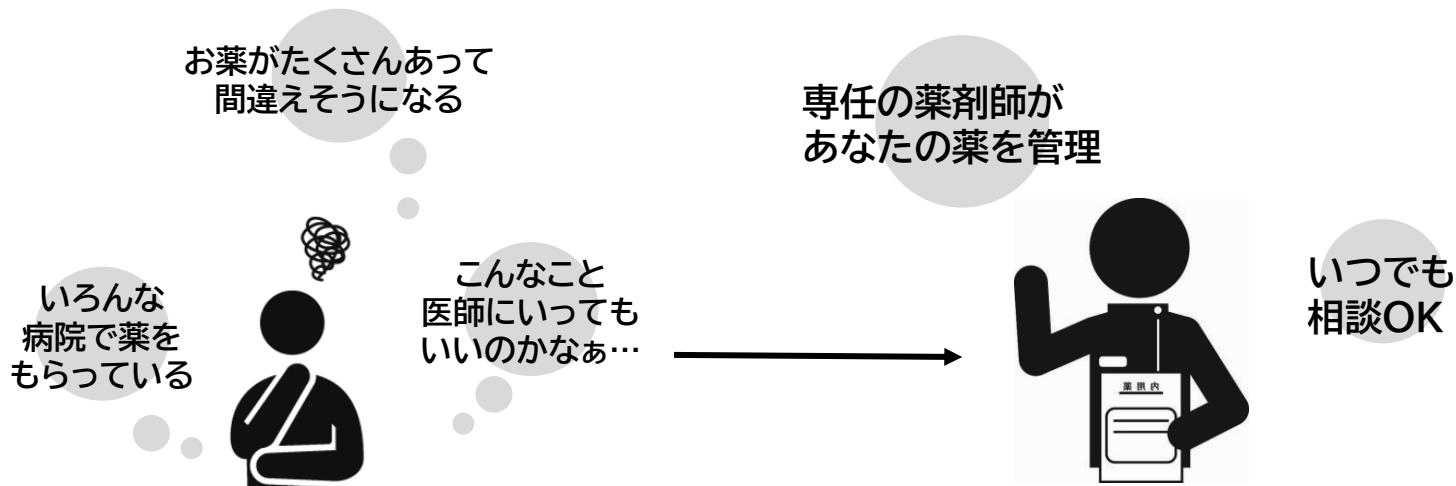 お薬がたくさんあって
間違えそうになる
いろんな
病院で薬を
もらっている
こんなこと
医師にいっても
いいのかなぁ…
専任の薬剤師が
あなたの薬を管理
いつでも
相談OK
内用薬